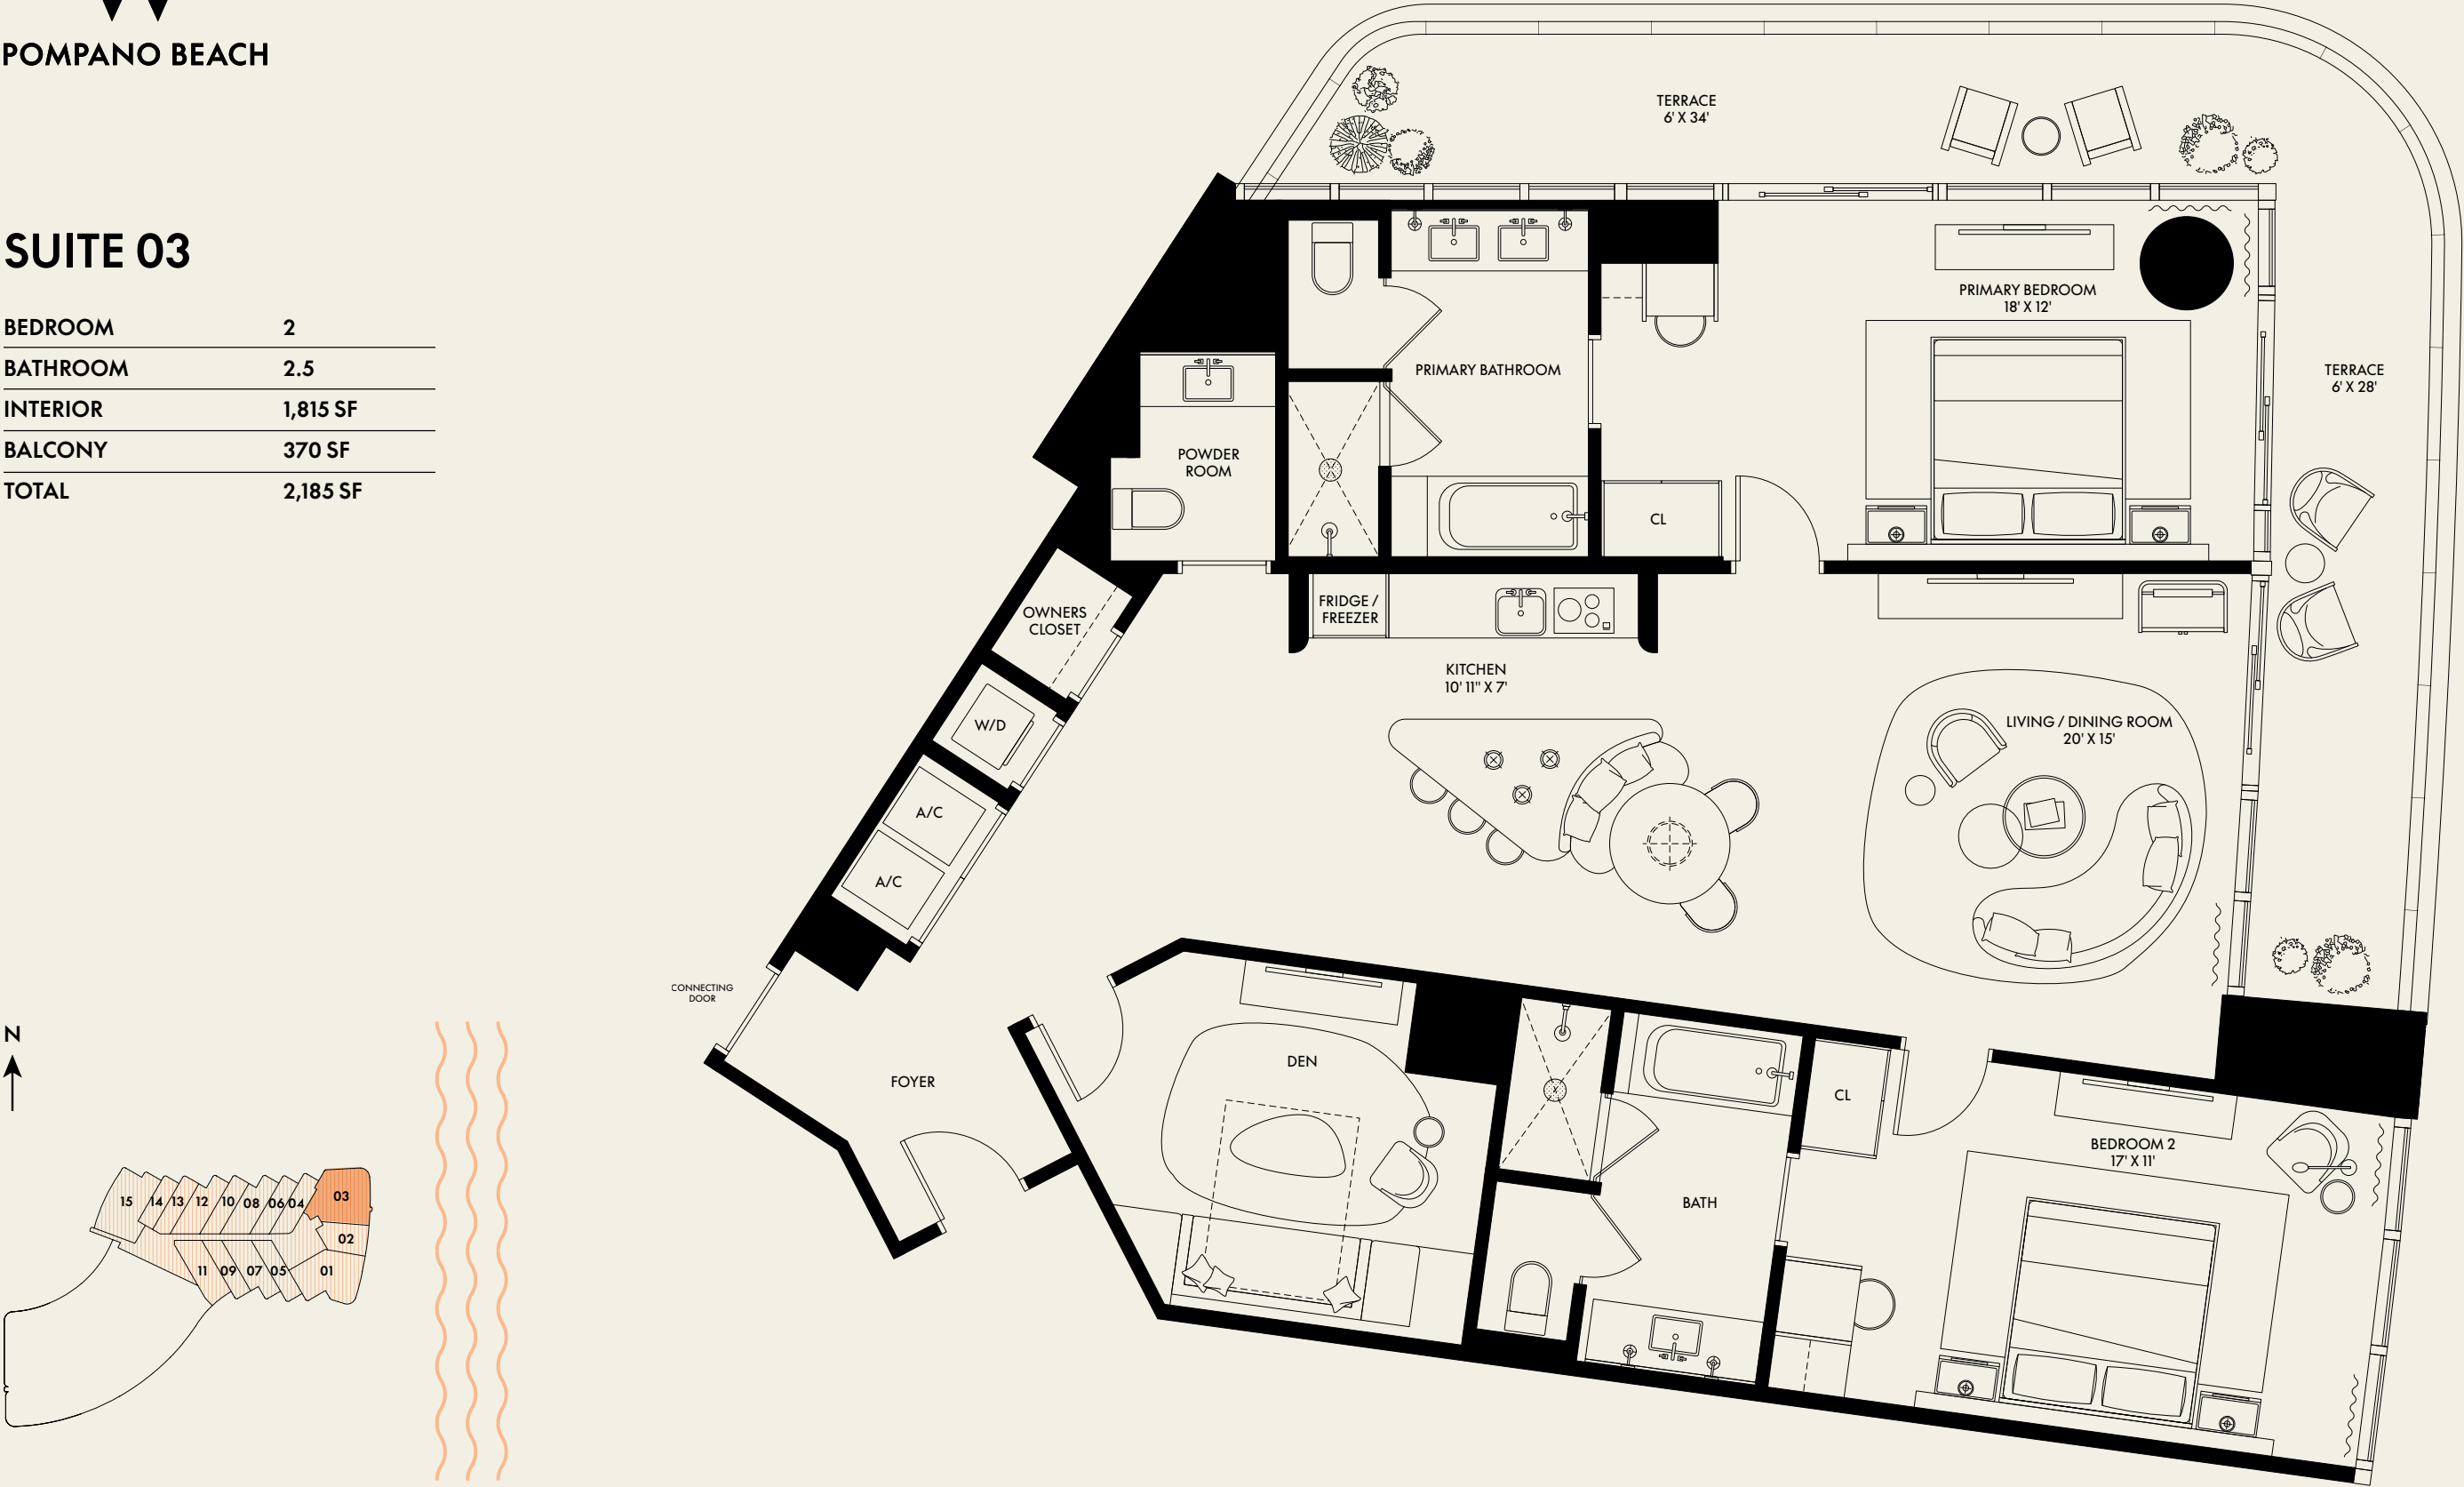 POMPANO BEACH
SUITE 03
BEDROOM 2
BATHROOM 2.5
INTERIOR 1,815 SF
BALCONY 370 SF
TOTAL 2,185 SF
TERRACE
6' X 34'
PRIMARY BEDROOM
18' X 12'
TERRACE
6' X 28'
PRIMARY BATHROOM
POWDER
ROOM
CL
OWNERS
CLOSET
FRIDGE /
FREEZER
KITCHEN
10' 11" X 7'
W/D
LIVING / DINING ROOM
20' X 15'
A/C
A/C
CONNECTING
DOOR
FOYER
DEN
CL
BATH
BEDROOM 2
17' X 11'
N
15 14 13 12 10 08 06 04 03
02
11 09 07 05 01